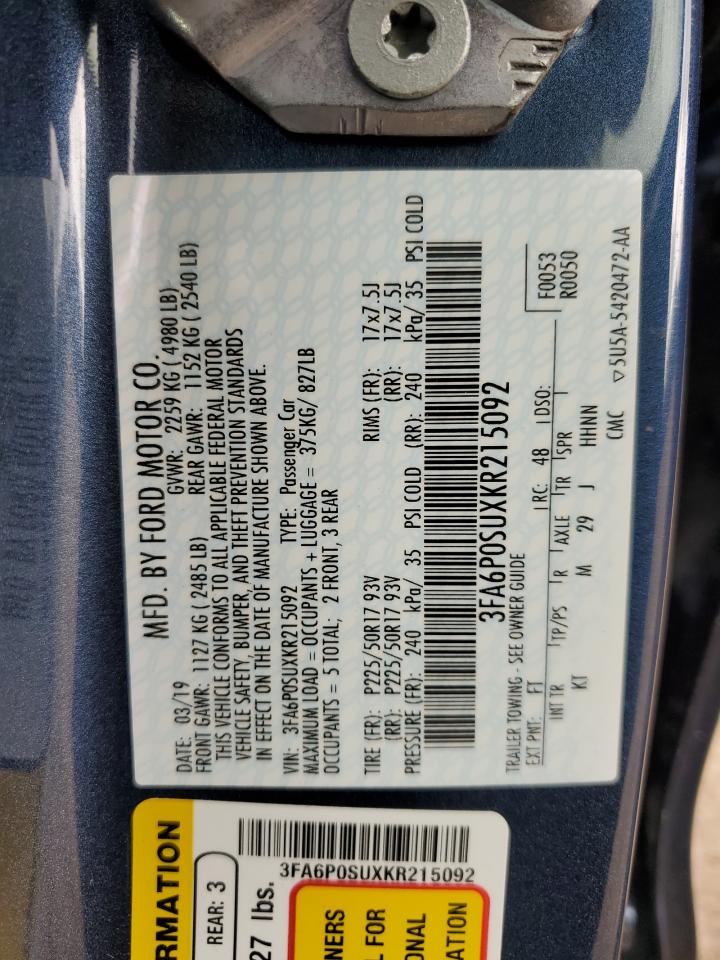 MFD. BY FORD MOTOR CO.
DATE: 03/19 GVWR: 2259 KG ( 4980 LB)
FRONT GAWR: 1127 KG ( 2485 LB) REAR GAWR: 1152 KG ( 2540 LB)
THIS VEHICLE CONFORMS TO ALL APPLICABLE FEDERAL MOTOR
VEHICLE SAFETY, BUMPER, AND THEFT PREVENTION STANDARDS
IN EFFECT ON THE DATE OF MANUFACTURE SHOWN ABOVE.
VIN: 3FA6P0SUXKR215092 TYPE: Passenger Car
MAXIMUM LOAD = OCCUPANTS + LUGGAGE = 375KG/ 827LB
OCCUPANTS = 5 TOTAL; 2 FRONT, 3 REAR
TIRE (FR): P225/50R17 93V RIMS (FR): 17x7.5J
(RR): P225/50R17 93V (RR): 17x7.5J
PRESSURE (FR): 240 kPa/ 35 PSI COLD (RR): 240 kPa/ 35 PSI COLD
3FA6P0SUXKR215092
TRAILER TOWING - SEE OWNER GUIDE
F0053
R0050
EXT PNT: FT RC: 48 DSO:
INT TR TP/PS R AXLE TR SPR
KT M 29 J HHNN
CMC ▽5U5A-5420472-AA
RMATION
REAR: 3
27 lbs.
3FA6P0SUXKR215092
NERS
L FOR
ONAL
ATION